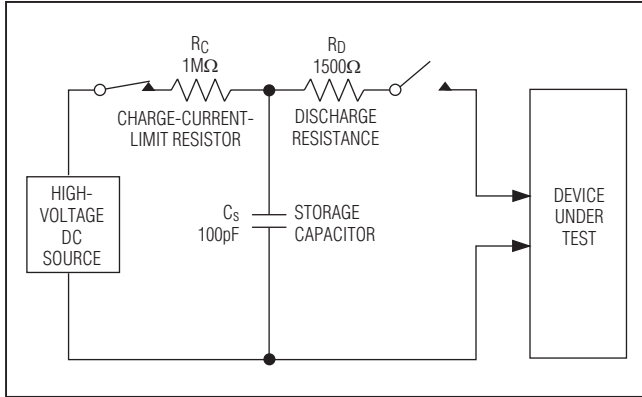 RC
1MΩ
CHARGE-CURRENT-
LIMIT RESISTOR
RD
1500Ω
DISCHARGE
RESISTANCE
HIGH-
VOLTAGE
DC
SOURCE
Cs
100pF
STORAGE
CAPACITOR
DEVICE
UNDER
TEST